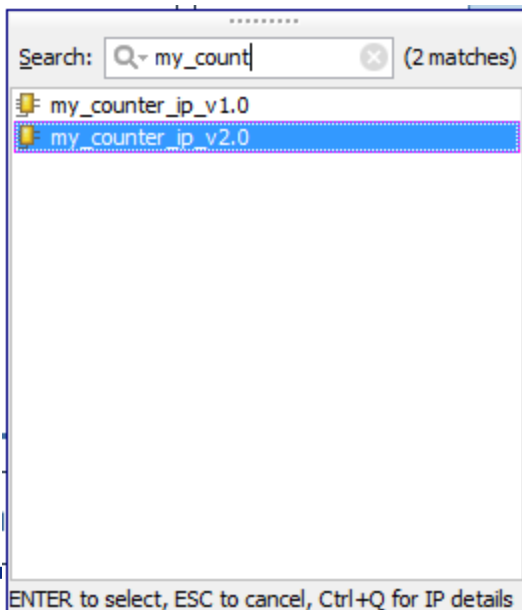 Search: my_count (2 matches)
my_counter_ip_v1.0
my_counter_ip_v2.0
ENTER to select, ESC to cancel, Ctrl+Q for IP details